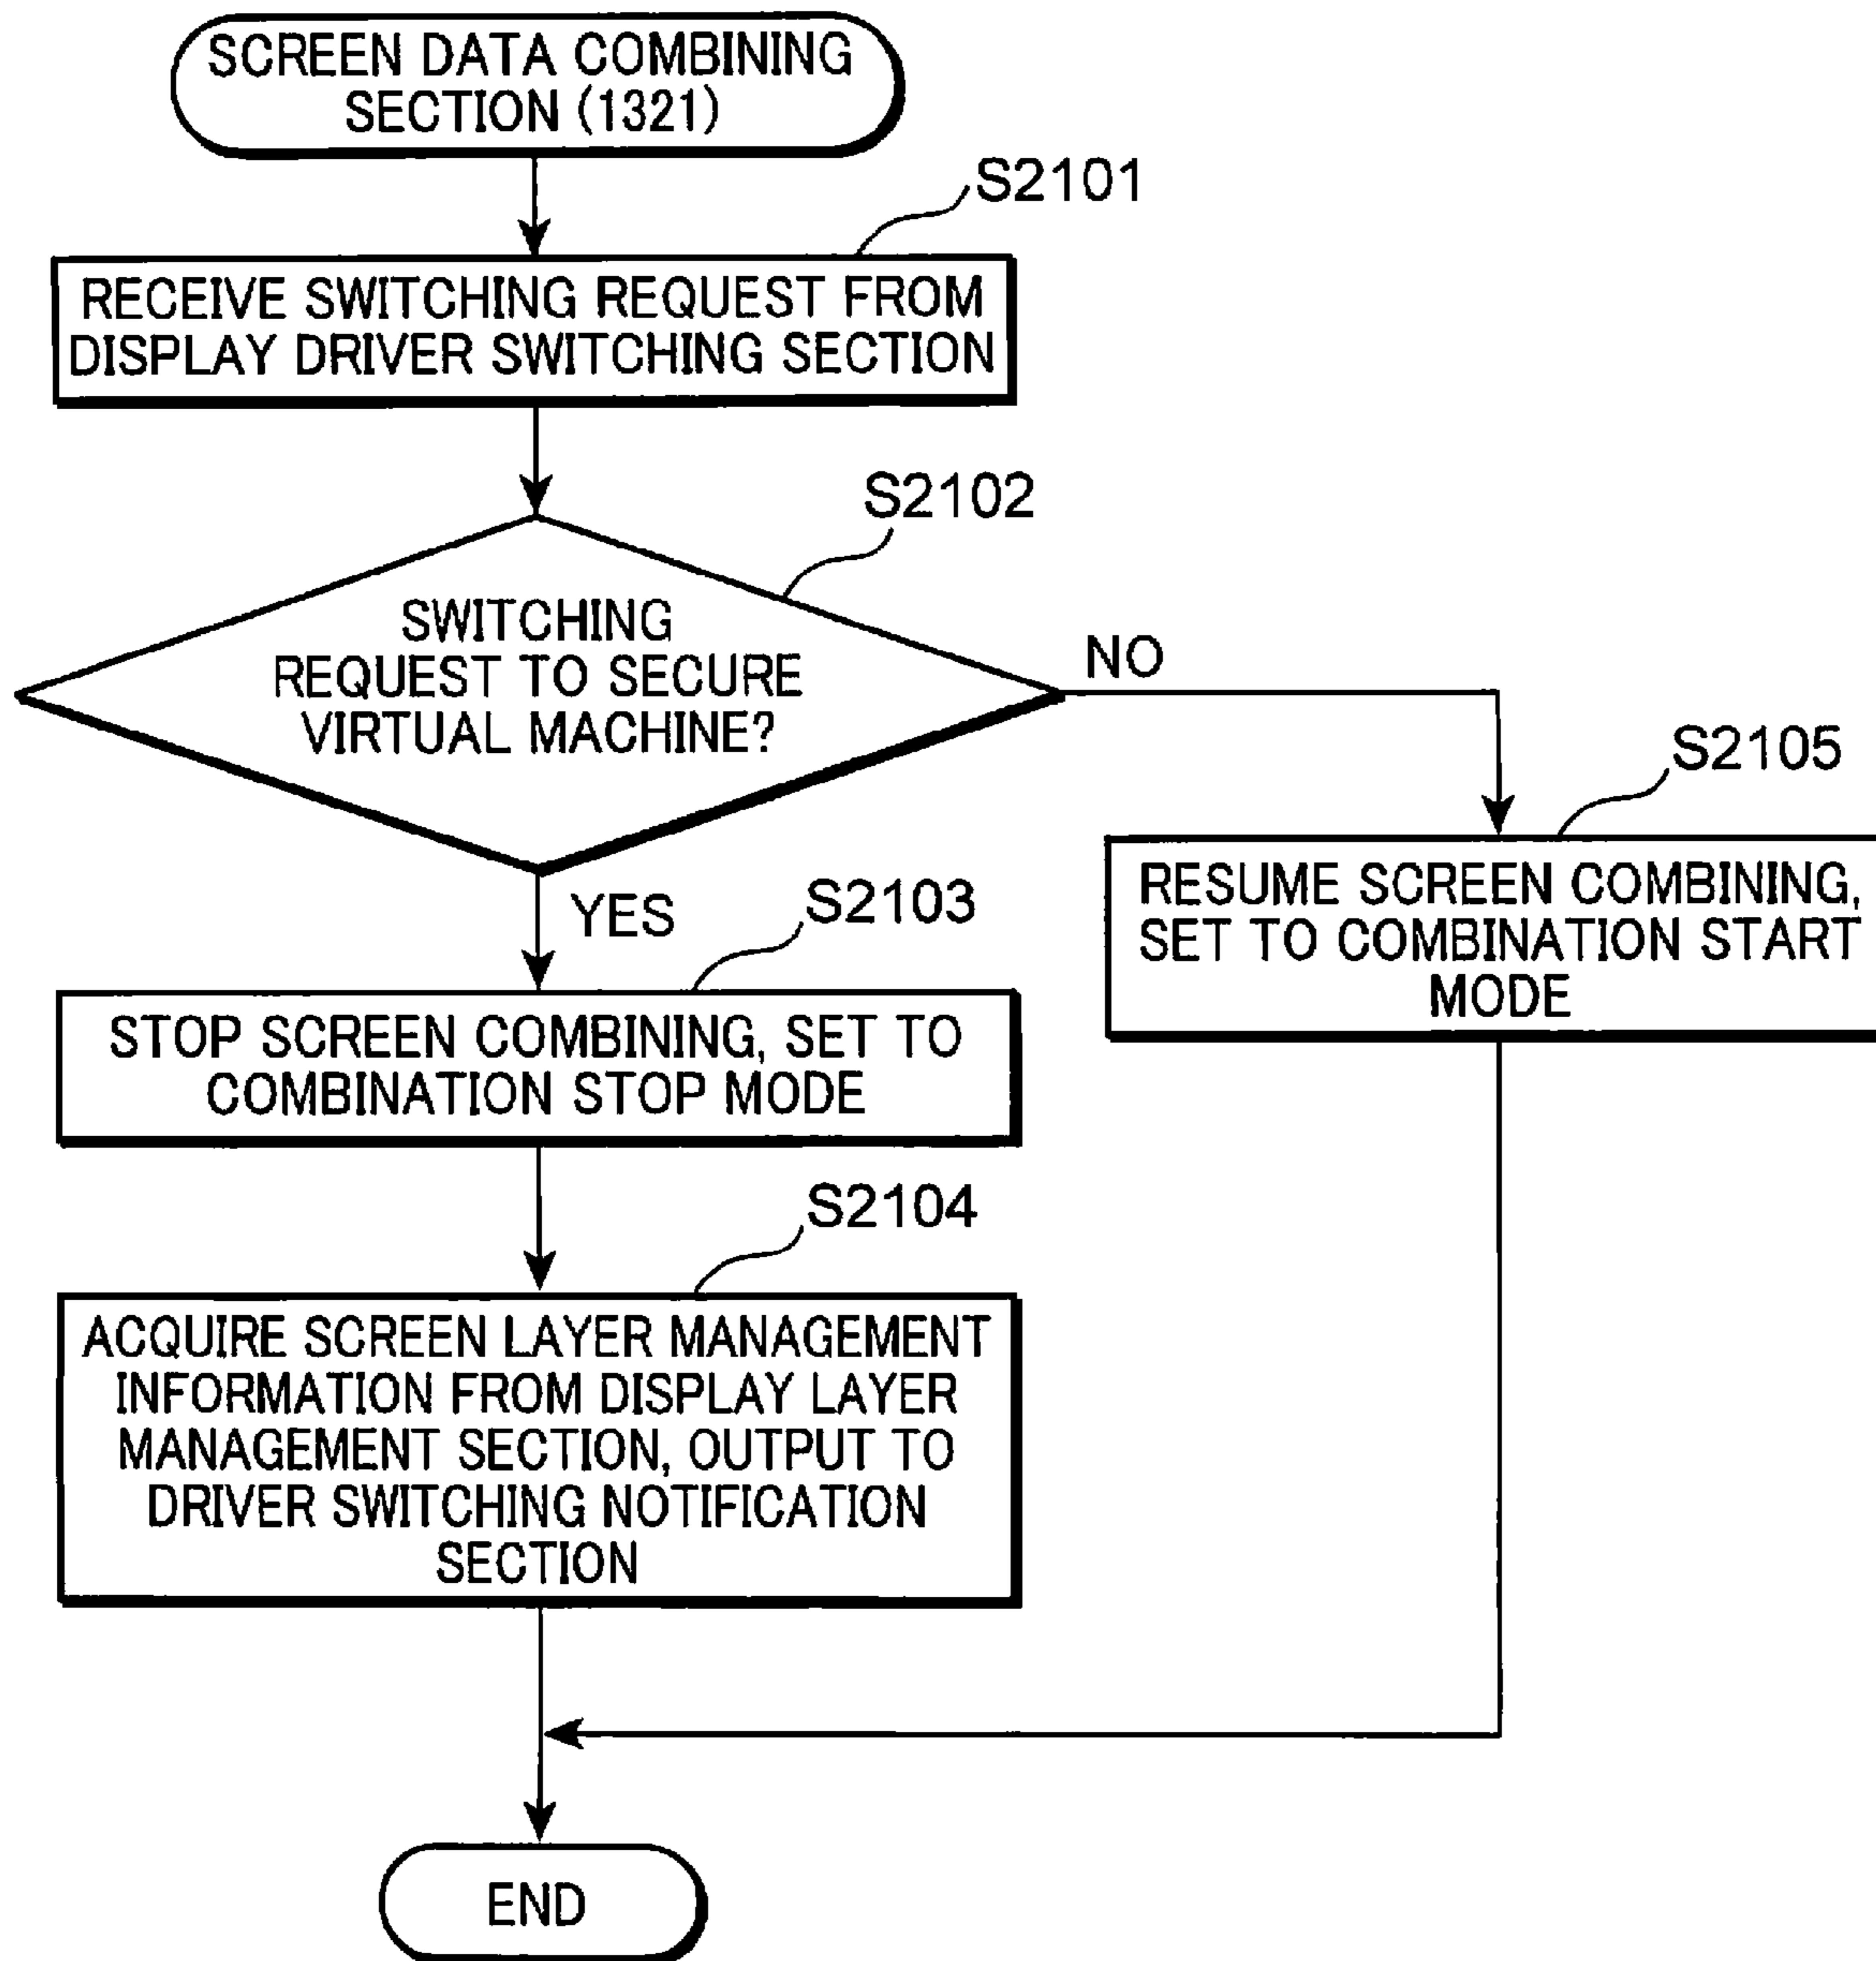 SCREEN DATA COMBINING
SECTION (1321)
S2101
RECEIVE SWITCHING REQUEST FROM
DISPLAY DRIVER SWITCHING SECTION
S2102
SWITCHING
REQUEST TO SECURE
VIRTUAL MACHINE?
NO
YES
S2103
STOP SCREEN COMBINING, SET TO
COMBINATION STOP MODE
S2105
RESUME SCREEN COMBINING,
SET TO COMBINATION START
MODE
S2104
ACQUIRE SCREEN LAYER MANAGEMENT
INFORMATION FROM DISPLAY LAYER
MANAGEMENT SECTION, OUTPUT TO
DRIVER SWITCHING NOTIFICATION
SECTION
END